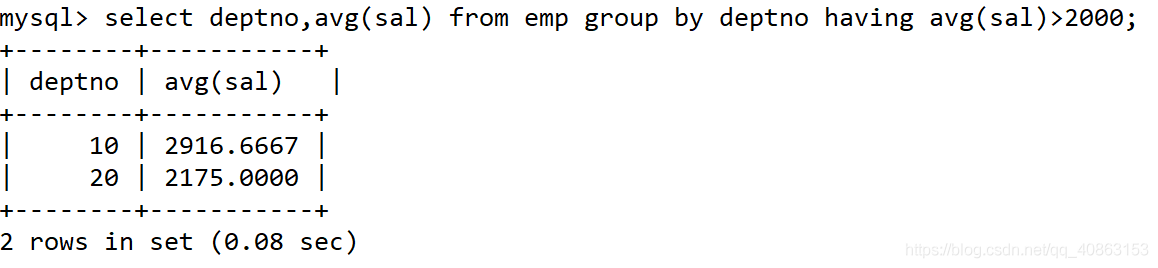 mysql> select deptno,avg(sal) from emp group by deptno having avg(sal)>2000;
+--------+-----------+
| deptno | avg(sal)   |
+--------+-----------+
|     10 | 2916.6667 |
|     20 | 2175.0000 |
+--------+-----------+
2 rows in set (0.08 sec)
https://blog.csdn.net/qq_40863153